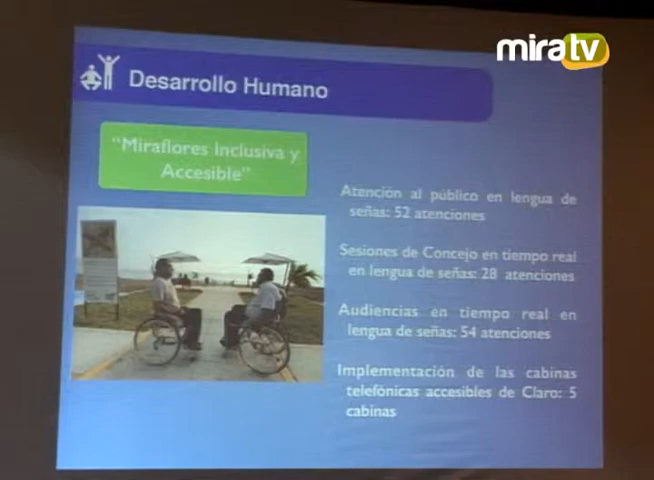 miratv
Desarrollo Humano
"Miraflores Inclusiva y
Accesible"
Atención al público en lengua de
señas: 52 atenciones
Sesiones de Concejo en tiempo real
en lengua de señas: 28 atenciones
Audiencias en tiempo real en
lengua de señas: 54 atenciones
Implementación de las cabinas
telefónicas accesibles de Claro: 5
cabinas